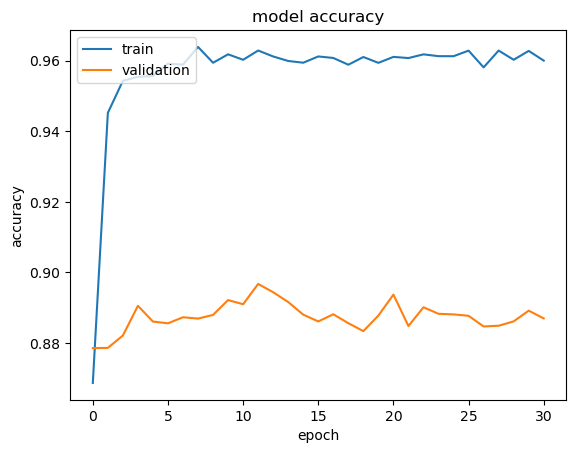 model accuracy
train
validation
0.96
0.94
0.92
0.90
0.88
accuracy
0 5 10 15 20 25 30
epoch